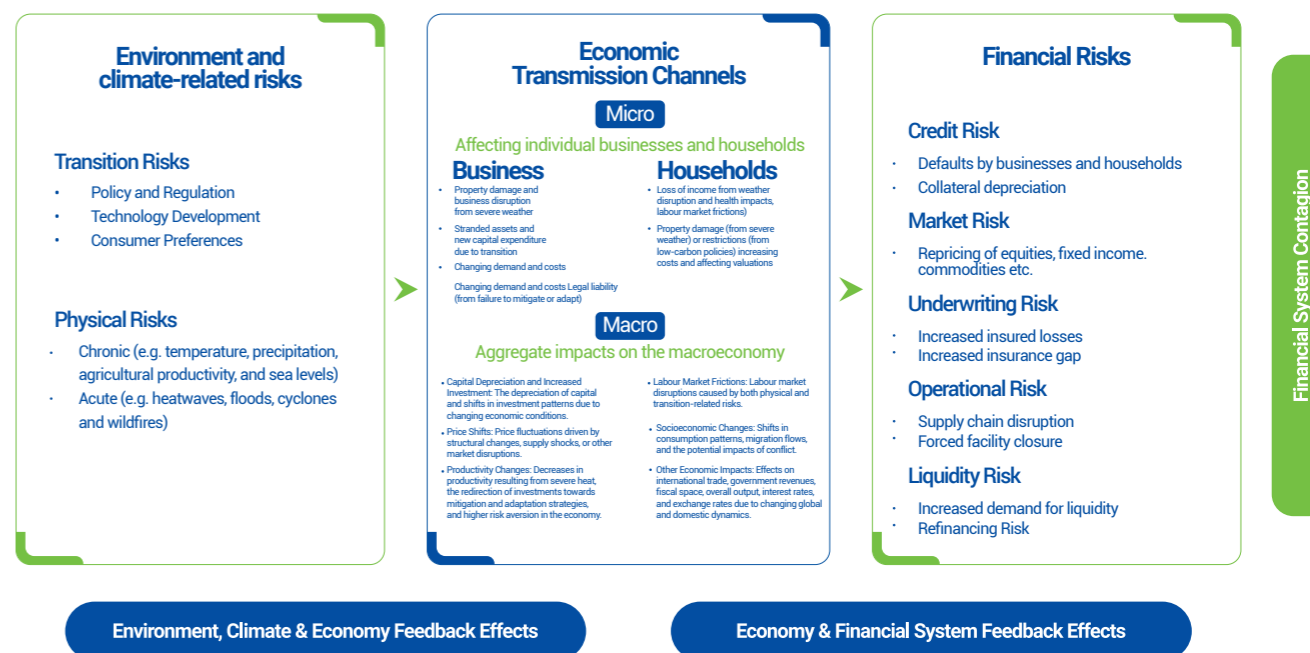 Environment and
climate-related risks
Transition Risks
• Policy and Regulation
• Technology Development
• Consumer Preferences
Physical Risks
• Chronic (e.g. temperature, precipitation,
agricultural productivity, and sea levels)
• Acute (e.g. heatwaves, floods, cyclones
and wildfires)
Economic
Transmission Channels
Micro
Affecting individual businesses and households
Business
• Property damage and
business disruption
from severe weather
• Stranded assets and
new capital expenditure
due to transition
• Changing demand and costs
Changing demand and costs Legal liability
(from failure to mitigate or adapt)
Households
• Loss of income from weather
disruption and health impacts,
labour market frictions)
• Property damage (from severe
weather) or restrictions (from
low-carbon policies) increasing
costs and affecting valuations
Macro
Aggregate impacts on the macroeconomy
• Capital Depreciation and Increased
Investment: The depreciation of capital
and shifts in investment patterns due to
changing economic conditions.
• Price Shifts: Price fluctuations driven by
structural changes, supply shocks, or other
market disruptions.
• Productivity Changes: Decreases in
productivity resulting from severe heat,
the redirection of investments towards
mitigation and adaptation strategies,
and higher risk aversion in the economy.
• Labour Market Frictions: Labour market
disruptions caused by both physical and
transition-related risks.
• Socioeconomic Changes: Shifts in
consumption patterns, migration flows,
and the potential impacts of conflict.
• Other Economic Impacts: Effects on
international trade, government revenues,
fiscal space, overall output, interest rates,
and exchange rates due to changing global
and domestic dynamics.
Financial Risks
Credit Risk
• Defaults by businesses and households
• Collateral depreciation
Market Risk
• Repricing of equities, fixed income.
commodities etc.
Underwriting Risk
• Increased insured losses
• Increased insurance gap
Operational Risk
• Supply chain disruption
• Forced facility closure
Liquidity Risk
• Increased demand for liquidity
• Refinancing Risk
Financial System Contagion
Environment, Climate & Economy Feedback Effects
Economy & Financial System Feedback Effects